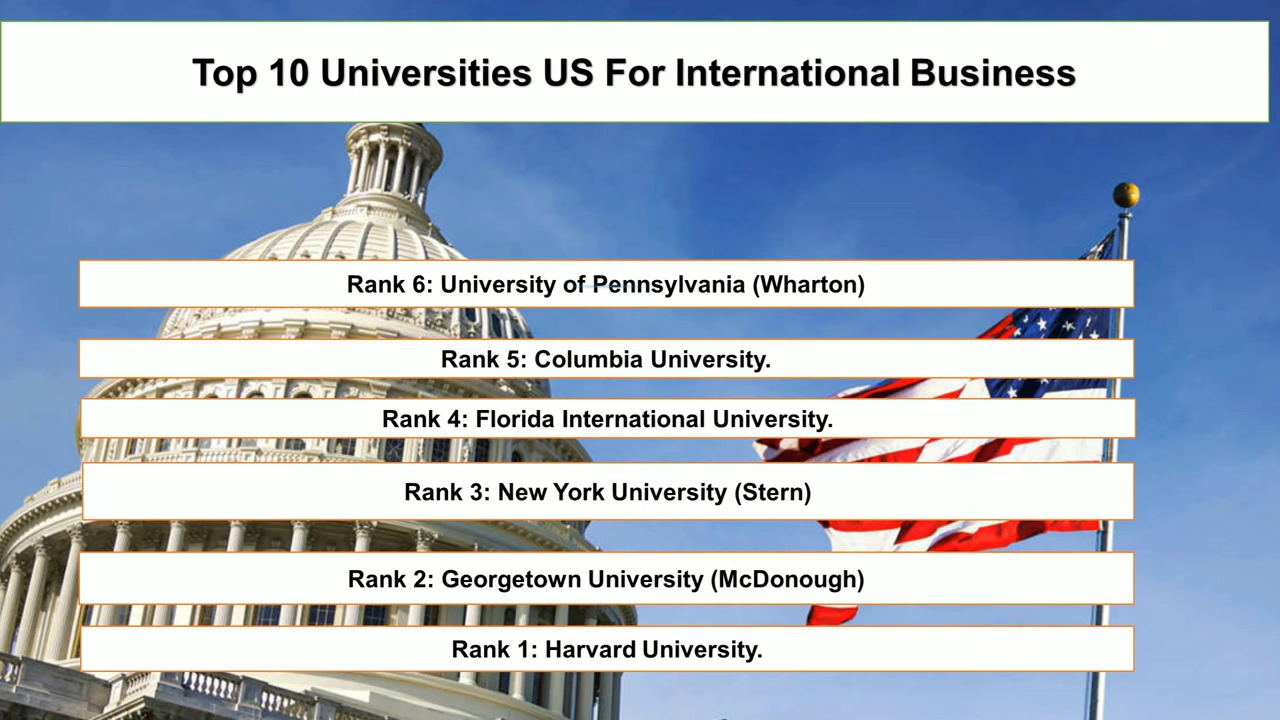 Top 10 Universities US For International Business
Rank 6: University of Pennsylvania (Wharton)
Rank 5: Columbia University.
Rank 4: Florida International University.
Rank 3: New York University (Stern)
Rank 2: Georgetown University (McDonough)
Rank 1: Harvard University.